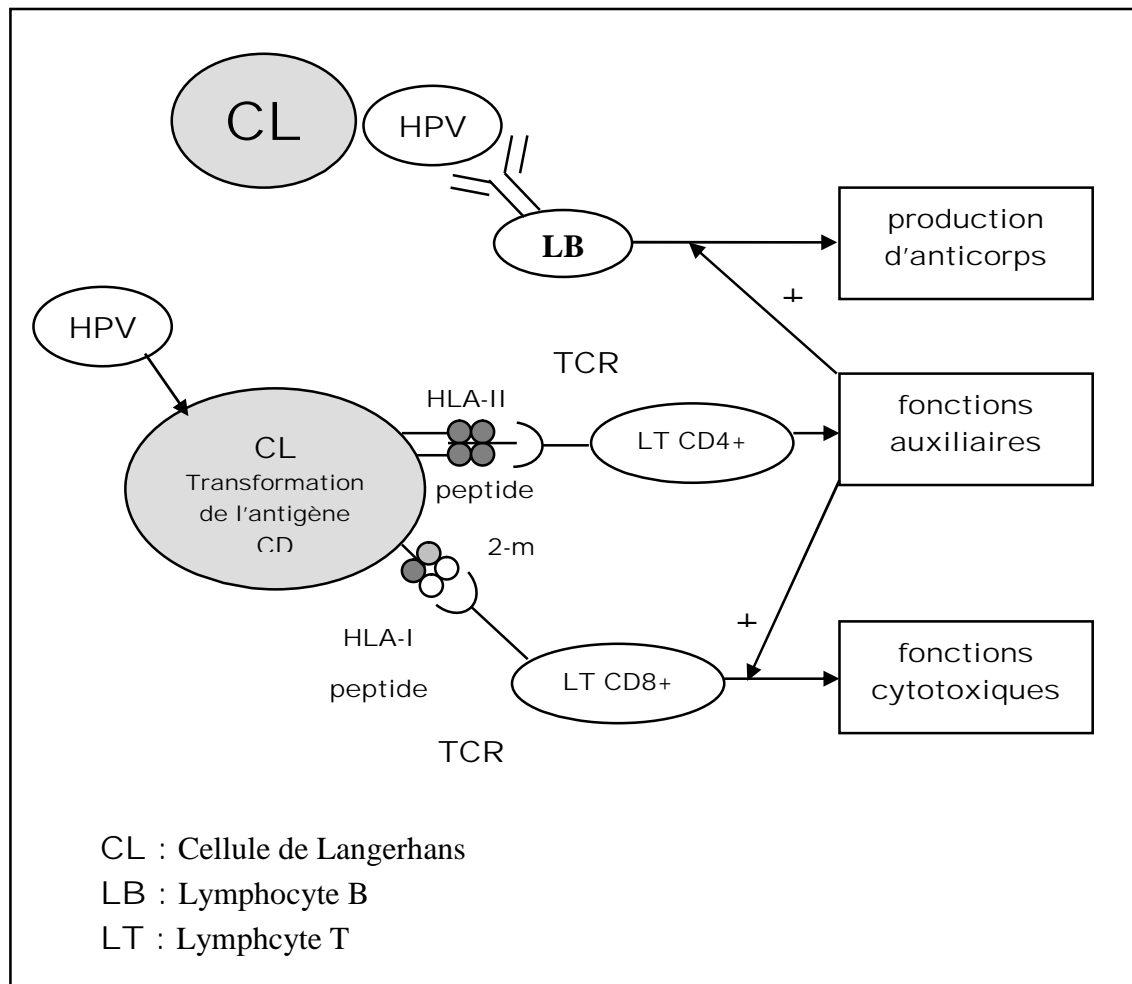 CL
HPV
LB
production
d'anticorps
+
HPV
TCR
HLA-II
CL
Transformation
de l'antigène
CD
peptide
LT CD4+
fonctions
auxiliaires
2-m
HLA-I
peptide
TCR
LT CD8+
+
fonctions
cytotoxiques
CL : Cellule de Langerhans
LB : Lymphocyte B
LT : Lymphcyte T